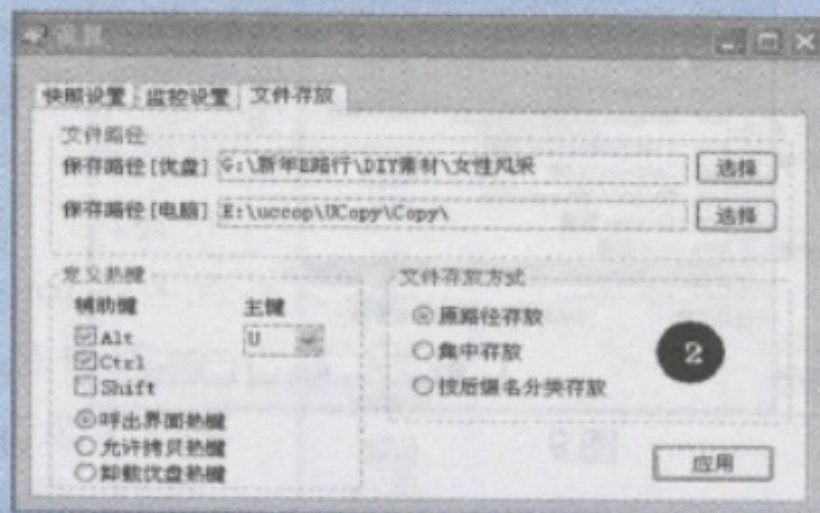 设置
快照设置 监控设置 文件存放
文件路径
保存路径[优盘] G:\新年E路行\DIY素材\女性风采 选择
保存路径[电脑] E:\uccop\UCopy\Copy\ 选择
定义热键
辅助键 主键
Alt U
Ctrl
Shift
呼出界面热键
允许拷贝热键
卸载优盘热键
文件存放方式
原路径存放
集中存放
按后缀名分类存放
2
应用